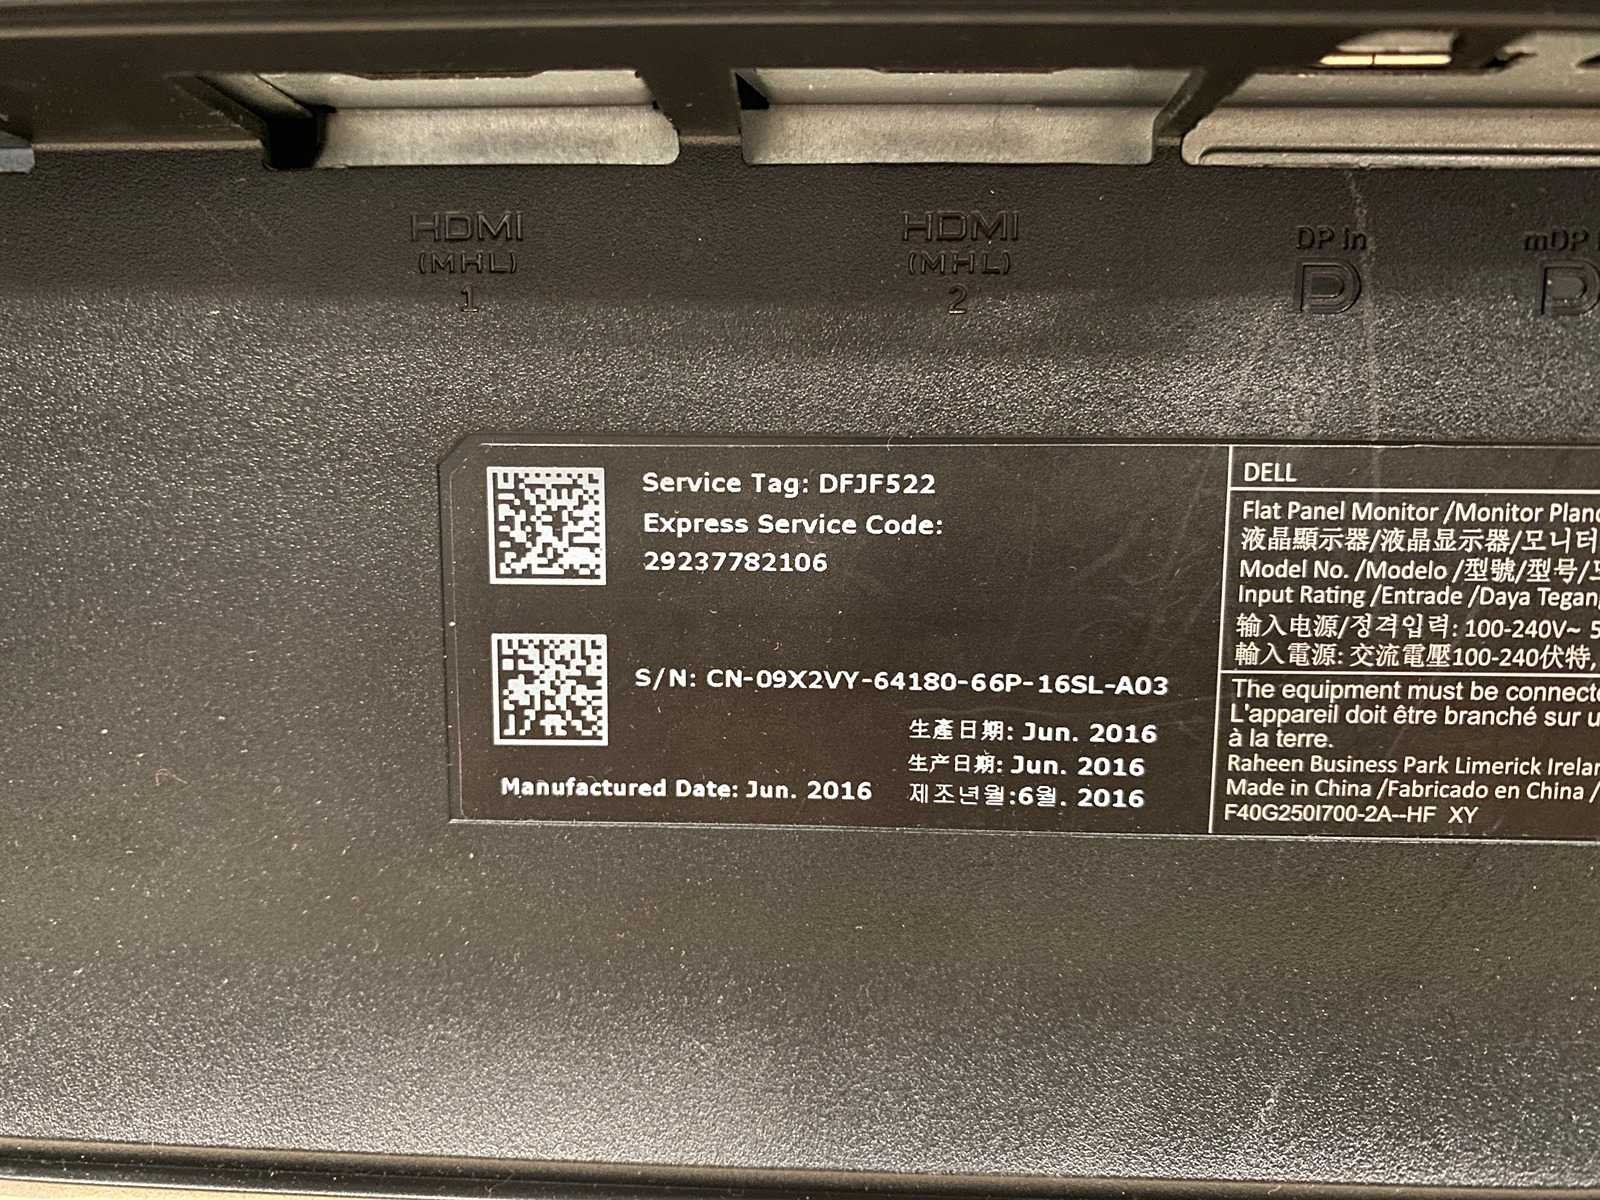 HDMI
(MHL)
1
HDMI
(MHL)
2
DP In
mDP
Service Tag: DFJF522
Express Service Code:
29237782106
S/N: CN-09X2VY-64180-66P-16SL-A03
生產日期: Jun. 2016
生产日期: Jun. 2016
Manufactured Date: Jun. 2016
제조년월:6월. 2016
DELL
Flat Panel Monitor /Monitor
液晶顯示器/液晶显示器/모니터
Model No. /Modelo /型號/型号/
Input Rating /Entrade /Daya
输入电源/정격입력: 100-240V~
輸入電源: 交流電壓100-240伏特,
The equipment must be
L'appareil doit être branché sur
à la terre.
Raheen Business Park Limerick
Made in China /Fabricado en China /
F40G250I700-2A--HF XY